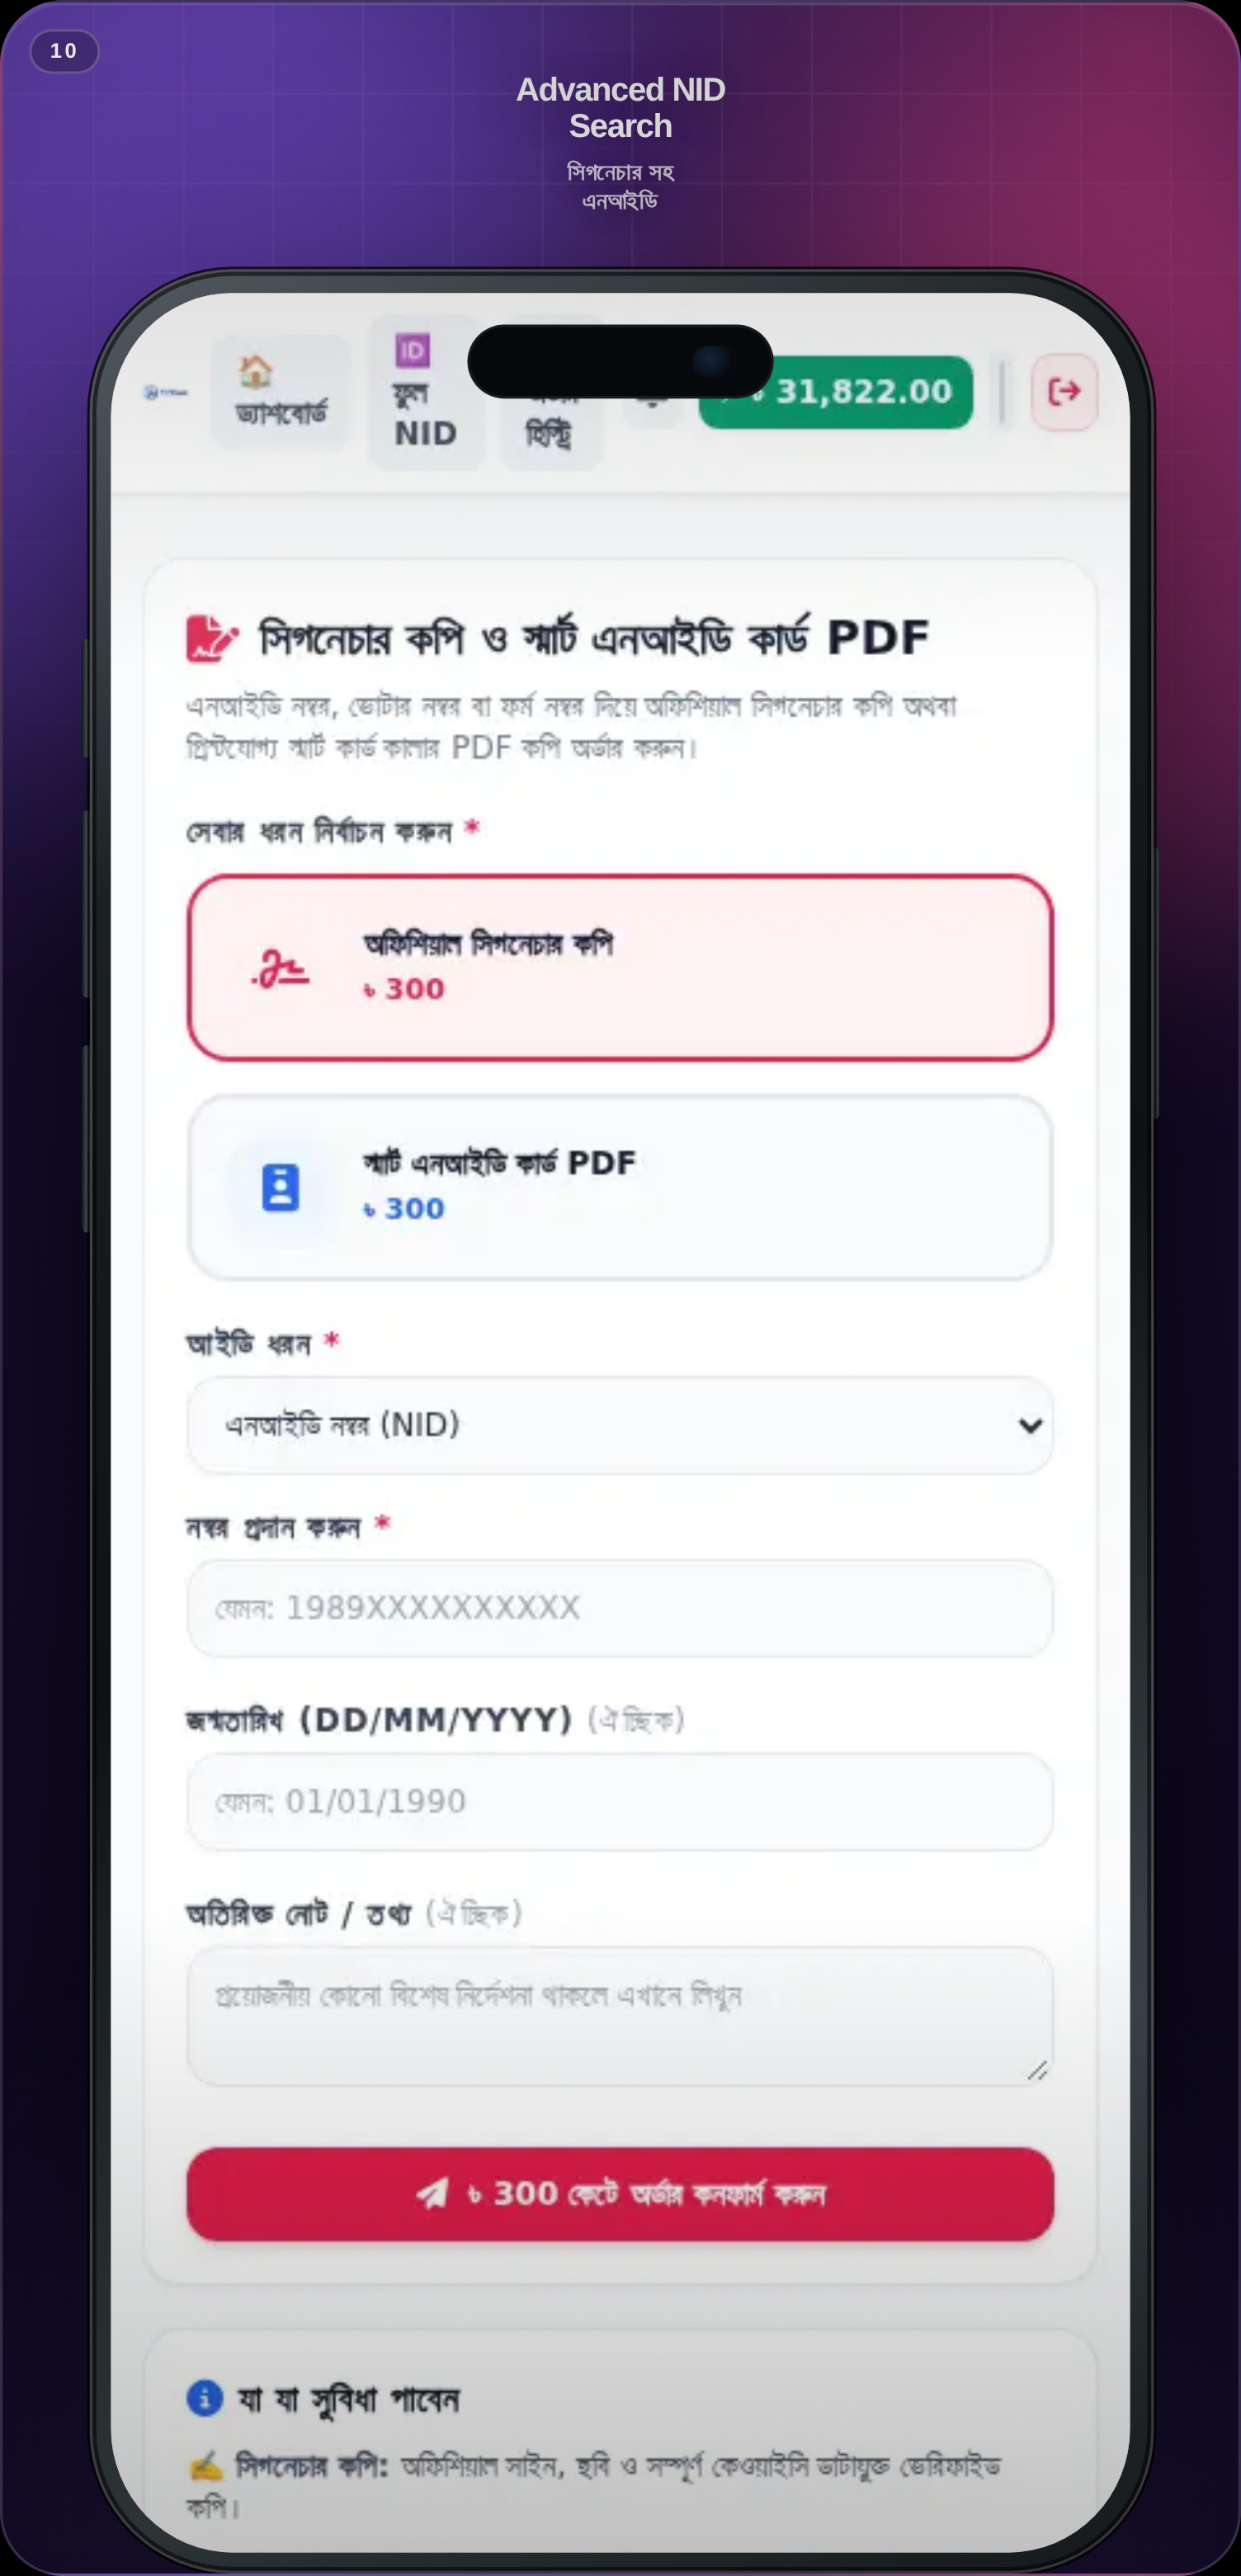 10
Advanced NID
Search
সিগনেচার সহ
এনআইডি
🏠
ড্যাশবোর্ড
🆔
ফুল
NID
হিস্ট্রি
৳ 31,822.00
সিগনেচার কপি ও স্মার্ট এনআইডি কার্ড PDF
এনআইডি নম্বর, ভোটার নম্বর বা ফর্ম নম্বর দিয়ে অফিশিয়াল সিগনেচার কপি অথবা
প্রিন্টযোগ্য স্মার্ট কার্ড কালার PDF কপি অর্ডার করুন।
সেবার ধরন নির্বাচন করুন *
অফিশিয়াল সিগনেচার কপি
৳ 300
স্মার্ট এনআইডি কার্ড PDF
৳ 300
আইডি ধরন *
এনআইডি নম্বর (NID)
নম্বর প্রদান করুন *
যেমন: 1989XXXXXXXXXX
জন্মতারিখ (DD/MM/YYYY) (ঐচ্ছিক)
যেমন: 01/01/1990
অতিরিক্ত নোট / তথ্য (ঐচ্ছিক)
প্রয়োজনীয় কোনো বিশেষ নির্দেশনা থাকলে এখানে লিখুন
৳ 300 কেটে অর্ডার কনফার্ম করুন
যা যা সুবিধা পাবেন
✍️ সিগনেচার কপি: অফিশিয়াল সাইন, ছবি ও সম্পূর্ণ কেওয়াইসি ডাটাযুক্ত ভেরিফাইড
কপি।